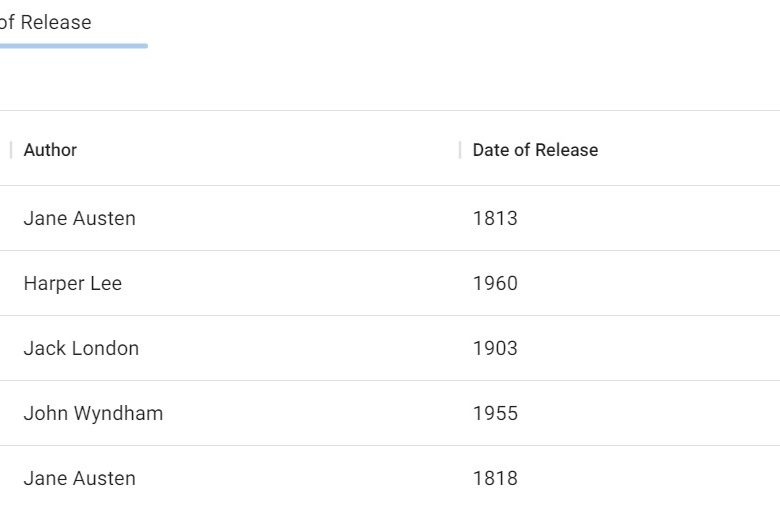 of Release
Author Date of Release
Jane Austen 1813
Harper Lee 1960
Jack London 1903
John Wyndham 1955
Jane Austen 1818